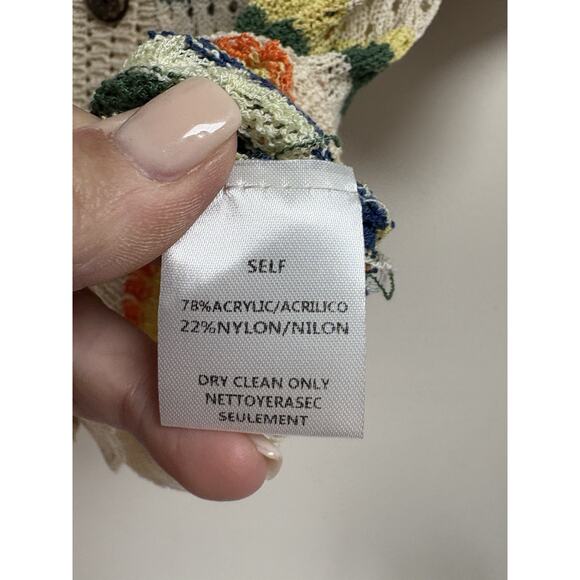 SELF
78%ACRYLIC/ACRILICO
22%NYLON/NILON
DRY CLEAN ONLY
NETTOYERASEC
SEULEMENT